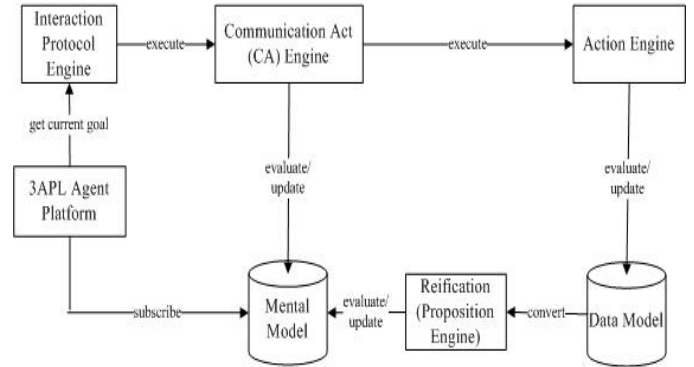 Interaction
Protocol
Engine
execute
Communication Act
(CA) Engine
execute
Action Engine
get current goal
3APL Agent
Platform
evaluate/
update
evaluate/
update
subscribe
Mental
Model
evaluate/
update
Reification
(Proposition
Engine)
convert
Data Model